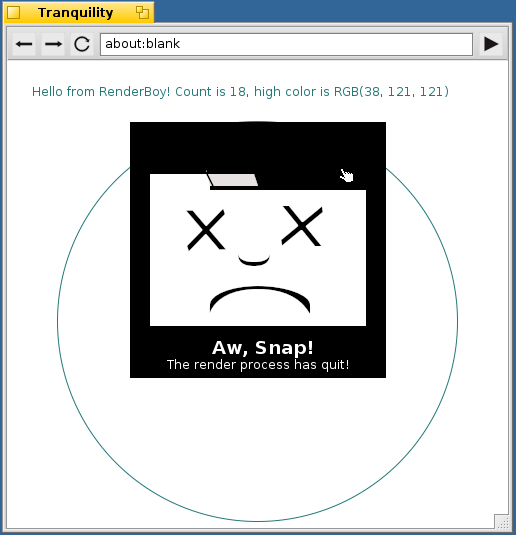 Tranquility
about:blank
Hello from RenderBoy! Count is 18, high color is RGB(38, 121, 121)
Aw, Snap!
The render process has quit!